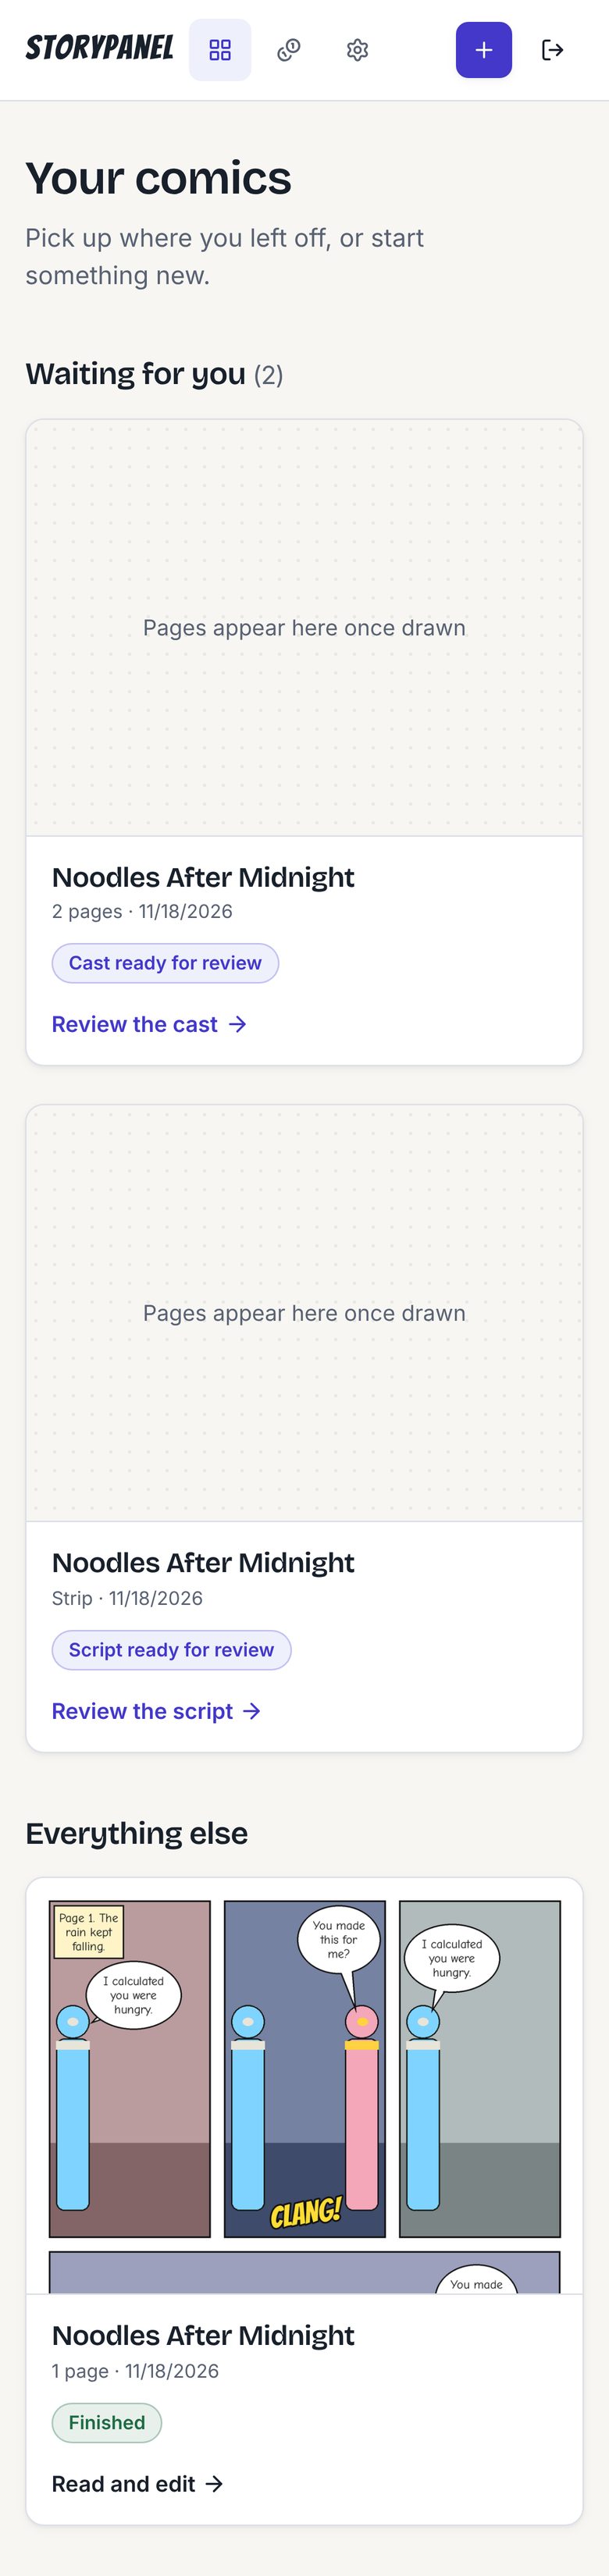 STORYPANEL
Your comics
Pick up where you left off, or start
something new.
Waiting for you (2)
Pages appear here once drawn
Noodles After Midnight
2 pages · 11/18/2026
Cast ready for review
Review the cast →
Pages appear here once drawn
Noodles After Midnight
Strip · 11/18/2026
Script ready for review
Review the script →
Everything else
Page 1. The
rain kept
falling.
I calculated
you were
hungry.
You made
this for
me?
CLANG!
I calculated
you were
hungry.
You made
Noodles After Midnight
1 page · 11/18/2026
Finished
Read and edit →